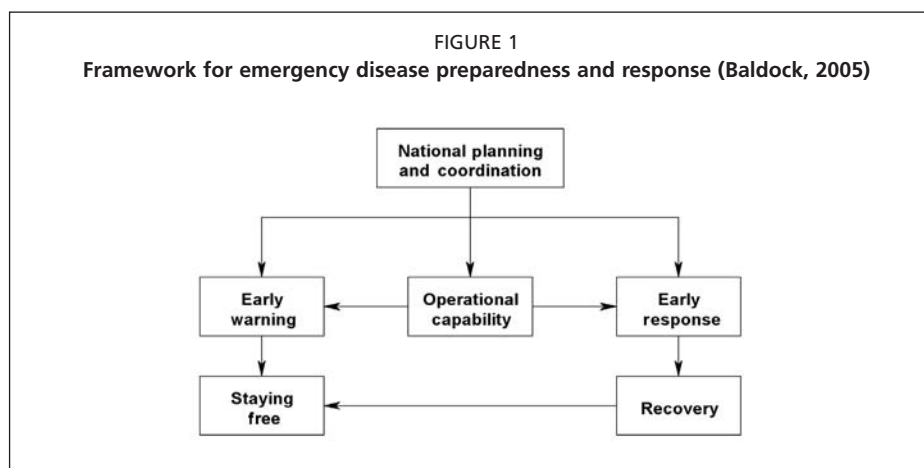 FIGURE 1
Framework for emergency disease preparedness and response (Baldock, 2005)
National planning
and coordination
Early
warning
Operational
capability
Early
response
Staying
free
Recovery